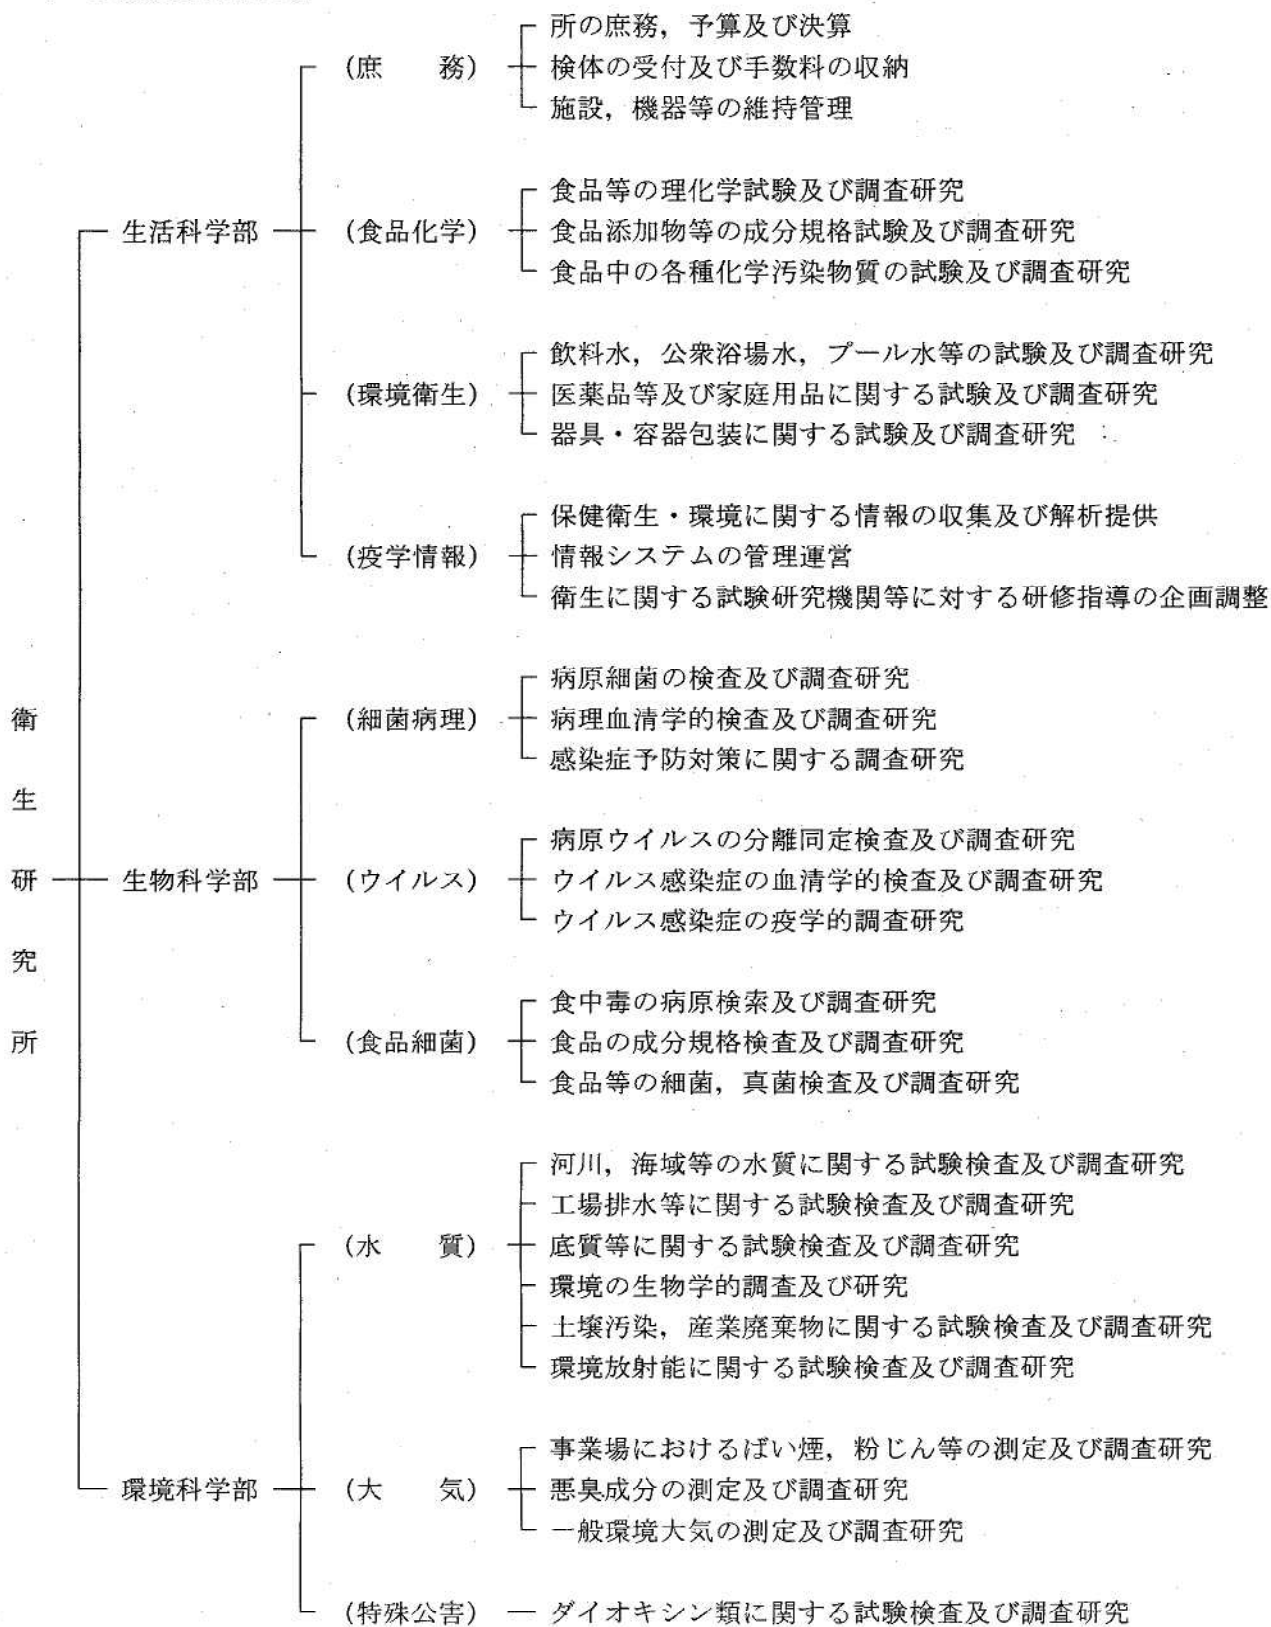 衛生研究所
生活科学部
(庶　務)
所の庶務，予算及び決算
検体の受付及び手数料の収納
施設，機器等の維持管理
(食品化学)
食品等の理化学試験及び調査研究
食品添加物等の成分規格試験及び調査研究
食品中の各種化学汚染物質の試験及び調査研究
(環境衛生)
飲料水，公衆浴場水，プール水等の試験及び調査研究
医薬品等及び家庭用品に関する試験及び調査研究
器具・容器包装に関する試験及び調査研究
(疫学情報)
保健衛生・環境に関する情報の収集及び解析提供
情報システムの管理運営
衛生に関する試験研究機関等に対する研修指導の企画調整
生物科学部
(細菌病理)
病原細菌の検査及び調査研究
病理血清学的検査及び調査研究
感染症予防対策に関する調査研究
(ウイルス)
病原ウイルスの分離同定検査及び調査研究
ウイルス感染症の血清学的検査及び調査研究
ウイルス感染症の疫学的調査研究
(食品細菌)
食中毒の病原検索及び調査研究
食品の成分規格検査及び調査研究
食品等の細菌，真菌検査及び調査研究
環境科学部
(水　質)
河川，海域等の水質に関する試験検査及び調査研究
工場排水等に関する試験検査及び調査研究
底質等に関する試験検査及び調査研究
環境の生物学的調査及び研究
土壌汚染，産業廃棄物に関する試験検査及び調査研究
環境放射能に関する試験検査及び調査研究
(大　気)
事業場におけるばい煙，粉じん等の測定及び調査研究
悪臭成分の測定及び調査研究
一般環境大気の測定及び調査研究
(特殊公害)
ダイオキシン類に関する試験検査及び調査研究